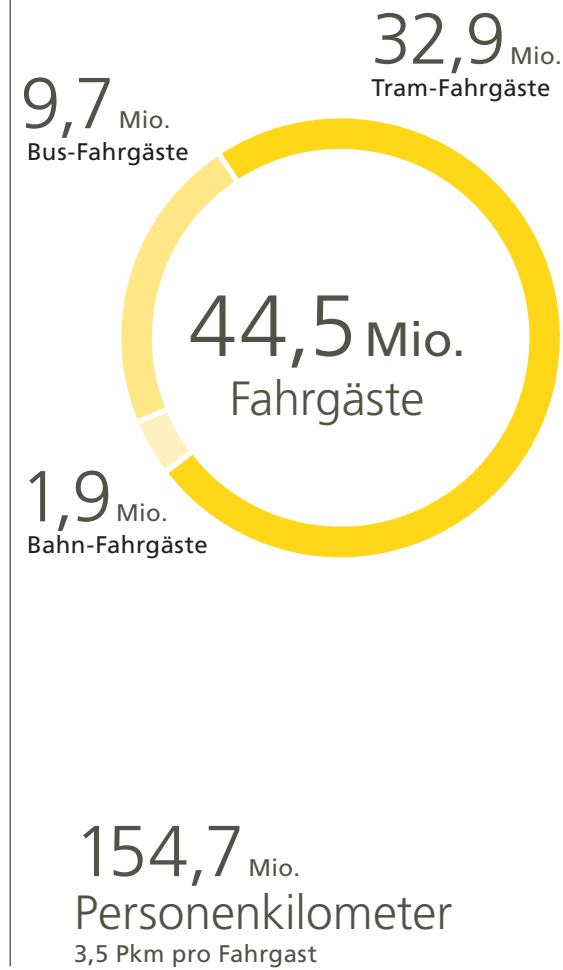 32,9 Mio.
Tram-Fahrgäste
9,7 Mio.
Bus-Fahrgäste
44,5 Mio.
Fahrgäste
1,9 Mio.
Bahn-Fahrgäste
154,7 Mio.
Personenkilometer
3,5 Pkm pro Fahrgast